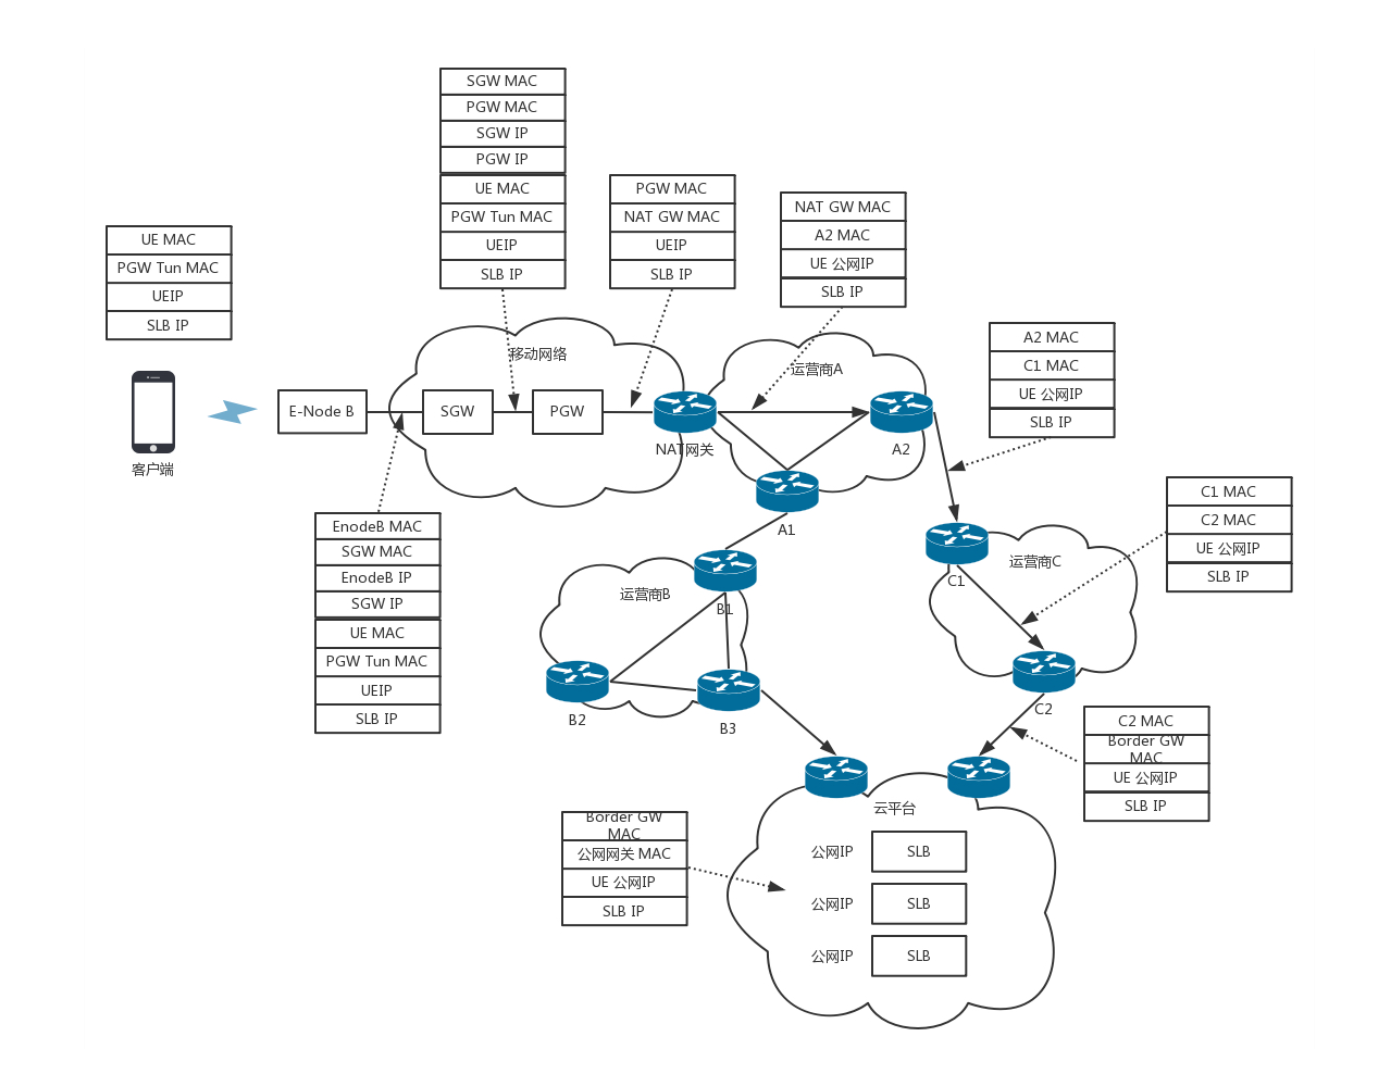 SGW MAC
PGW MAC
SGW IP
PGW IP
UE MAC
PGW Tun MAC
UEIP
SLB IP
PGW MAC
NAT GW MAC
UEIP
SLB IP
NAT GW MAC
A2 MAC
UE 公网IP
SLB IP
UE MAC
PGW Tun MAC
UEIP
SLB IP
A2 MAC
C1 MAC
UE 公网IP
SLB IP
移动网络
运营商A
E-Node B
SGW
PGW
NAT网关
A2
客户端
C1 MAC
C2 MAC
UE 公网IP
SLB IP
EnodeB MAC
SGW MAC
EnodeB IP
SGW IP
UE MAC
PGW Tun MAC
UEIP
SLB IP
A1
运营商C
C1
运营商B
B1
B2
B3
C2
C2 MAC
Border GW
MAC
UE 公网IP
SLB IP
云平台
Border GW
MAC
公网网关 MAC
UE 公网IP
SLB IP
公网IP
SLB
公网IP
SLB
公网IP
SLB